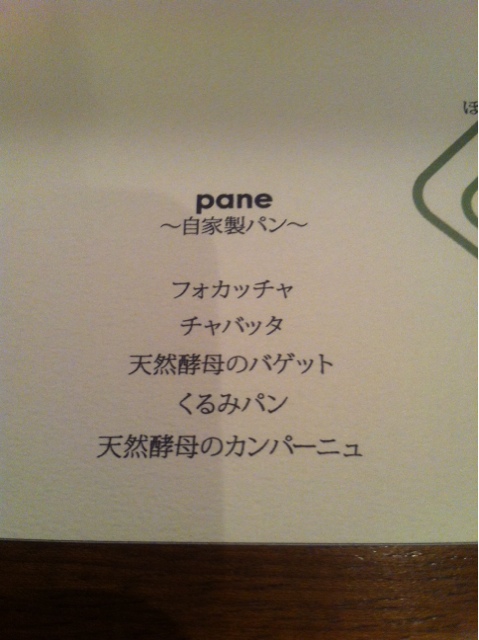 pane
〜自家製パン〜
フォカッチャ
チャバッタ
天然酵母のバゲット
くるみパン
天然酵母のカンパーニュ
ほ